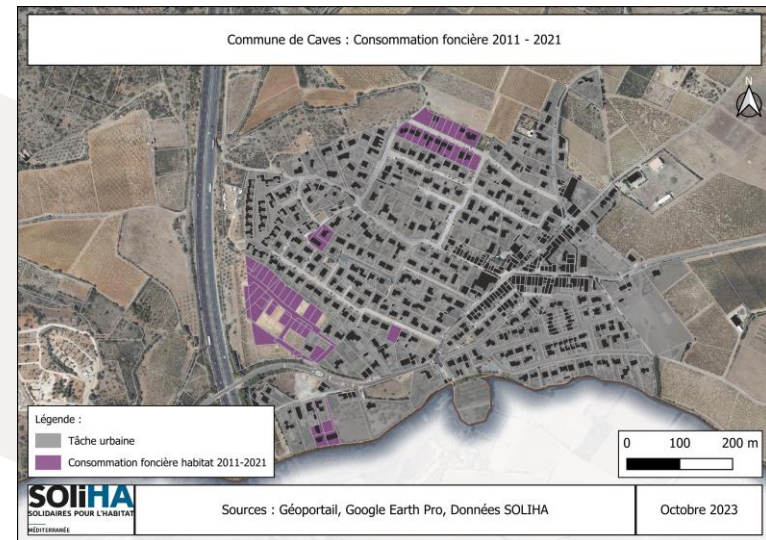 Commune de Caves : Consommation foncière 2011 - 2021
N
Légende :
Tâche urbaine
Consommation foncière habitat 2011-2021
0 100 200 m
SOLiHA
SOLIDAIRES POUR L'HABITAT
MÉDITERRANÉE
Sources : Géoportail, Google Earth Pro, Données SOLIHA
Octobre 2023